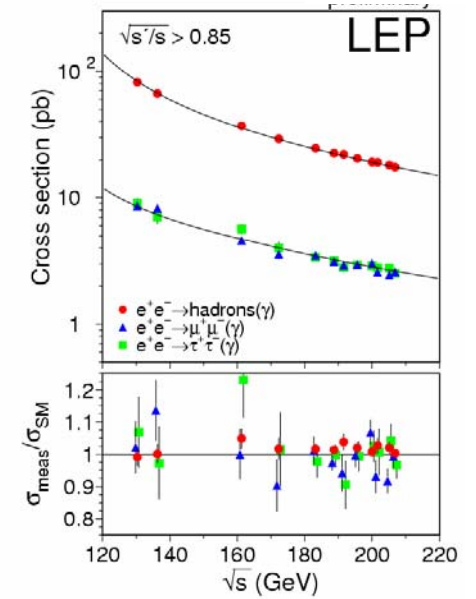 preliminary
√s´/s > 0.85
LEP
Cross section (pb)
10²
10
1
e⁺e⁻→hadrons(γ)
e⁺e⁻→μ⁺μ⁻(γ)
e⁺e⁻→τ⁺τ⁻(γ)
σmeas/σSM
1.2
1.1
1
0.9
0.8
120 140 160 180 200 220
√s (GeV)